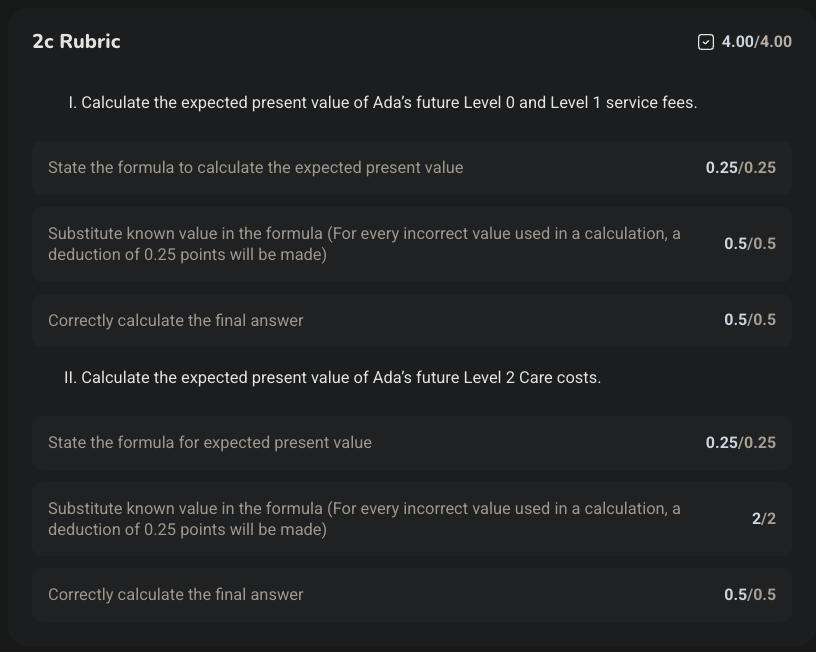 2c Rubric
4.00/4.00
I. Calculate the expected present value of Ada’s future Level 0 and Level 1 service fees.
State the formula to calculate the expected present value
0.25/0.25
Substitute known value in the formula (For every incorrect value used in a calculation, a
deduction of 0.25 points will be made)
0.5/0.5
Correctly calculate the final answer
0.5/0.5
II. Calculate the expected present value of Ada’s future Level 2 Care costs.
State the formula for expected present value
0.25/0.25
Substitute known value in the formula (For every incorrect value used in a calculation, a
deduction of 0.25 points will be made)
2/2
Correctly calculate the final answer
0.5/0.5